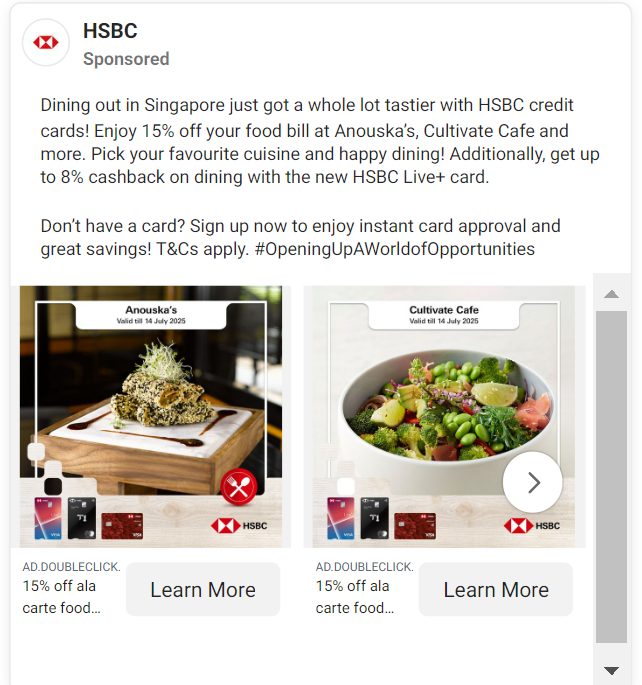 HSBC
Sponsored
Dining out in Singapore just got a whole lot tastier with HSBC credit
cards! Enjoy 15% off your food bill at Anouska’s, Cultivate Cafe and
more. Pick your favourite cuisine and happy dining! Additionally, get up
to 8% cashback on dining with the new HSBC Live+ card.
Don’t have a card? Sign up now to enjoy instant card approval and
great savings! T&Cs apply. #OpeningUpAWorldofOpportunities
Anouska’s
Valid till 14 July 2025
HSBC
AD.DOUBLECLICK.
15% off ala
carte food...
Learn More
Cultivate Cafe
Valid till 14 July 2025
HSBC
AD.DOUBLECLICK.
15% off ala
carte food...
Learn More